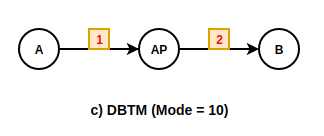 A 1 AP 2 B
c) DBTM (Mode = 10)